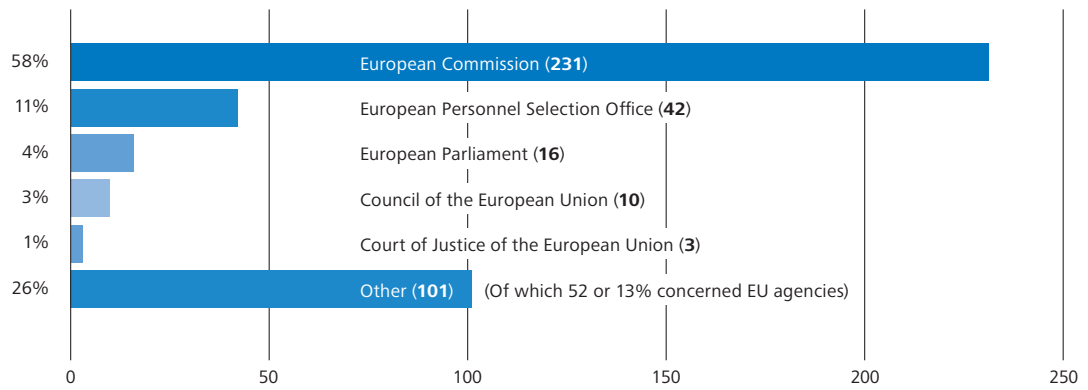 58% European Commission (231)
11% European Personnel Selection Office (42)
4% European Parliament (16)
3% Council of the European Union (10)
1% Court of Justice of the European Union (3)
26% Other (101) (Of which 52 or 13% concerned EU agencies)
0 50 100 150 200 250